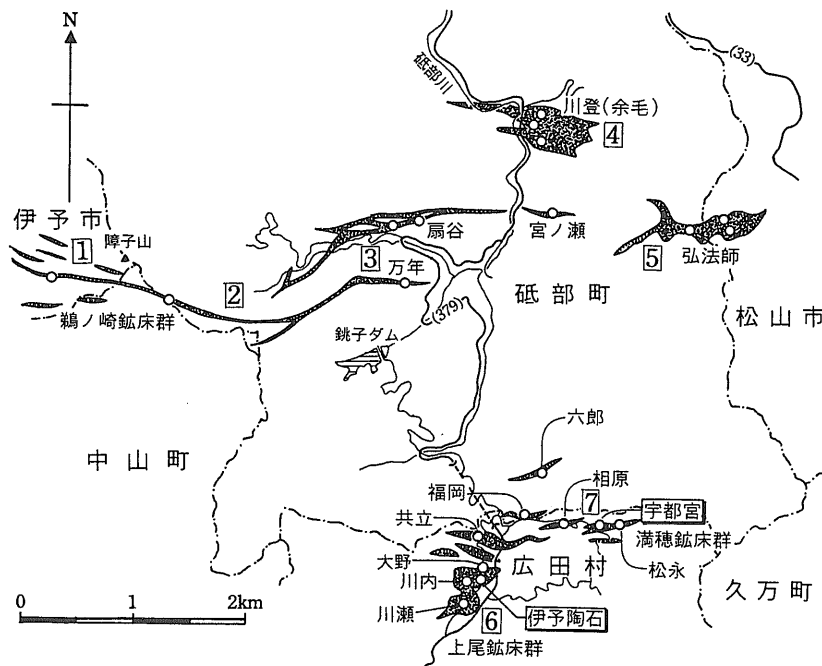 N
砥部川
(33)
川登(余毛)
4
伊予市
障子山
1
扇谷
宮ノ瀬
3
万年
2
5
弘法師
鵜ノ崎鉱床群
砥部町
松山市
(379)
銚子ダム
中山町
六郎
福岡
相原
7
宇都宮
共立
満穂鉱床群
大野
広田村
松永
川内
久万町
川瀬
伊予陶石
6
上尾鉱床群
0 1 2km